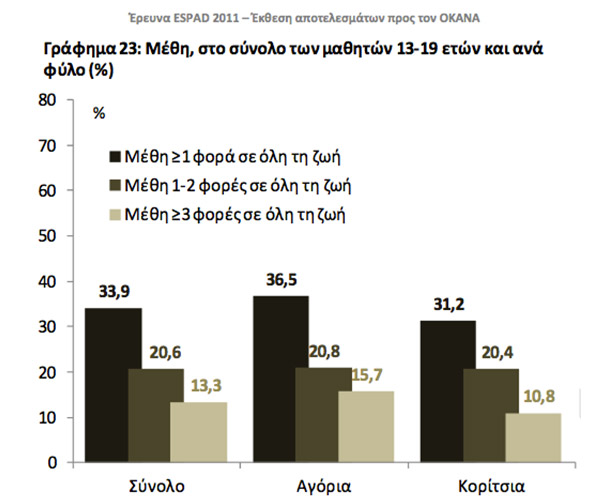 Έρευνα ESPAD 2011 – Έκθεση αποτελεσμάτων προς τον ΟΚΑΝΑ
Γράφημα 23: Μέθη, στο σύνολο των μαθητών 13-19 ετών και ανά
φύλο (%)
80
%
70
Μέθη ≥1 φορά σε όλη τη ζωή
60
Μέθη 1-2 φορές σε όλη τη ζωή
Μέθη ≥3 φορές σε όλη τη ζωή
50
40
33,9
36,5
31,2
30
20,6
20,8
20,4
20
13,3
15,7
10,8
10
0
Σύνολο
Αγόρια
Κορίτσια